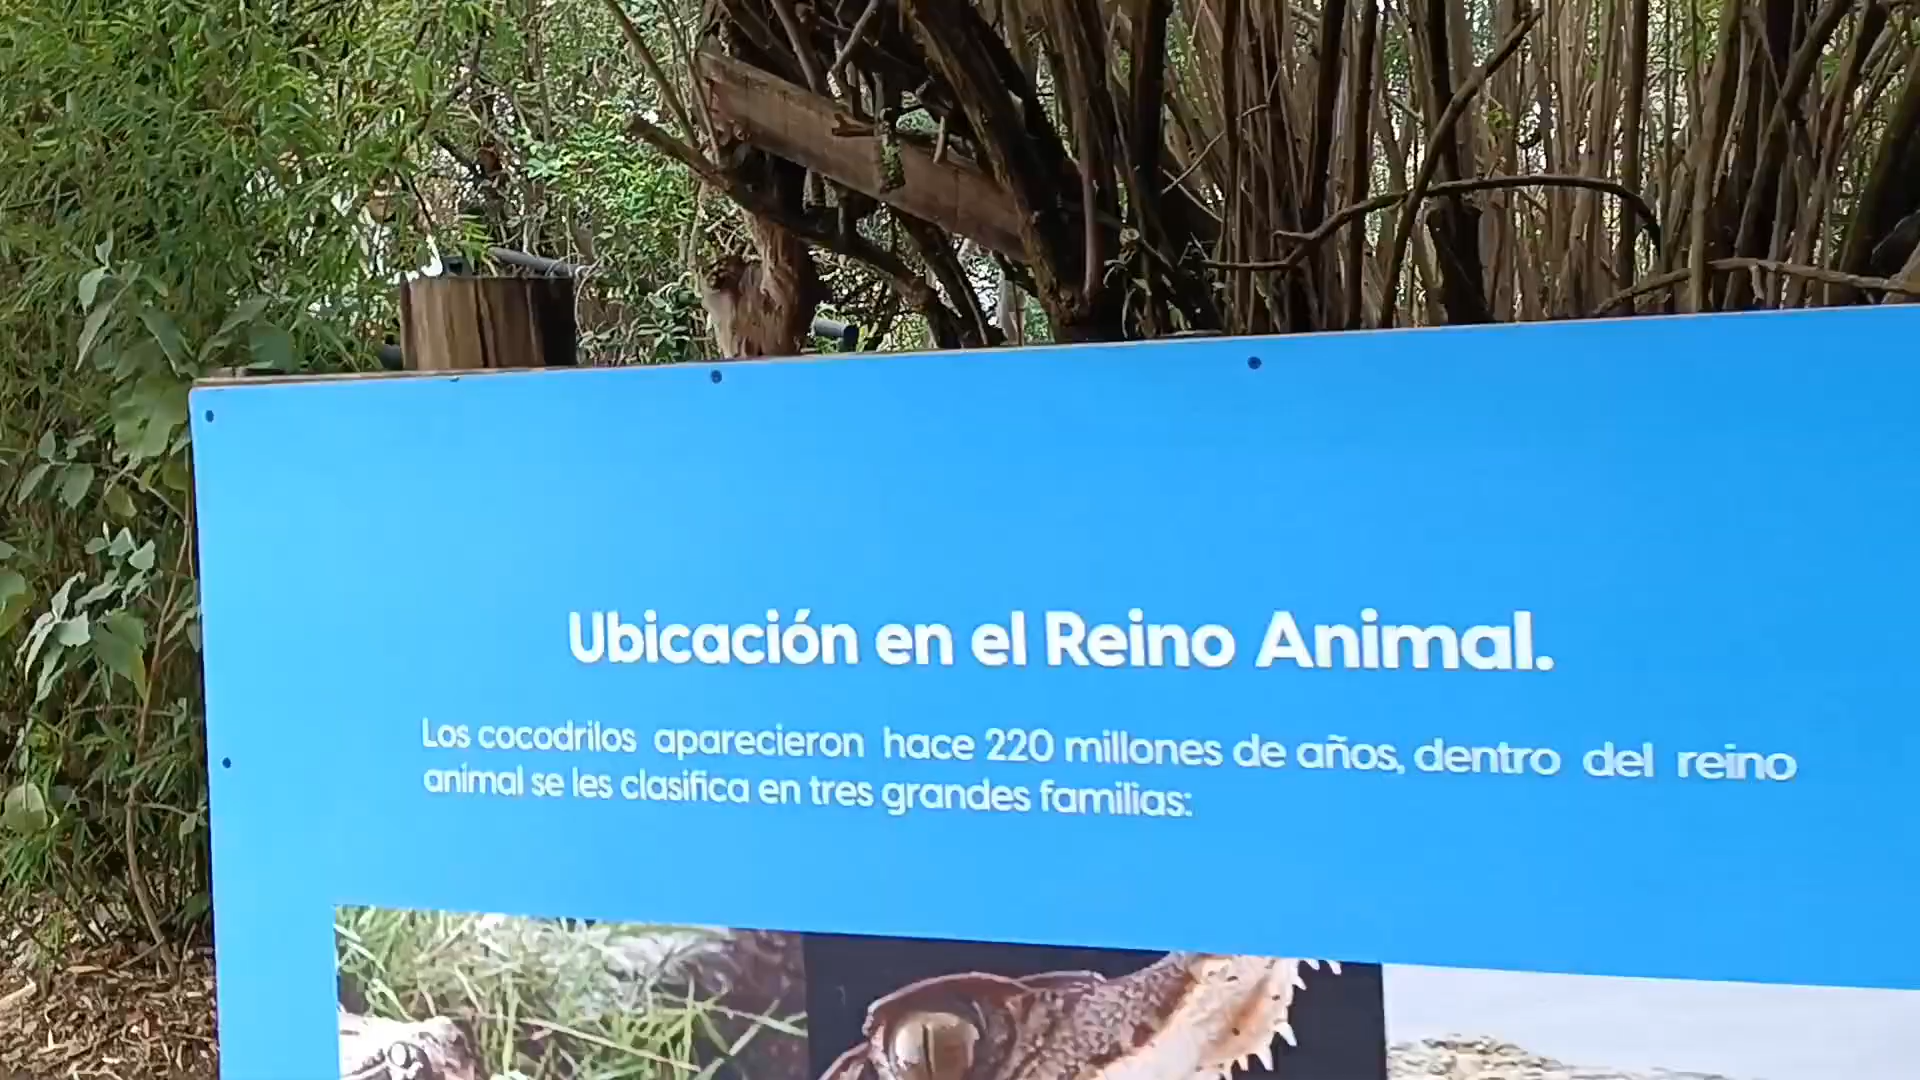 Ubicación en el Reino Animal.
Los cocodrilos aparecieron hace 220 millones de años, dentro del reino
animal se les clasifica en tres grandes familias: